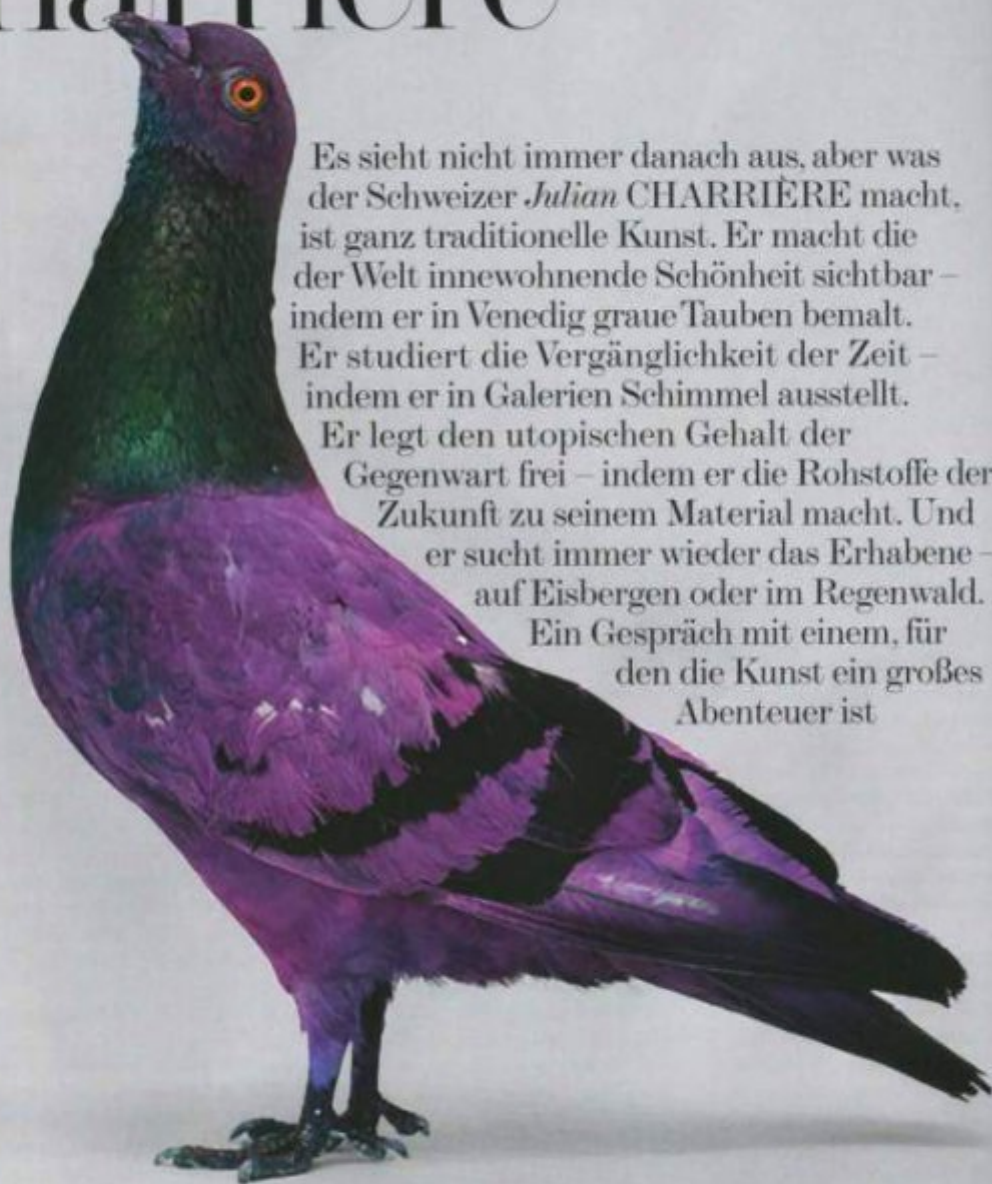 harrière
Es sieht nicht immer danach aus, aber was
der Schweizer Julian CHARRIÈRE macht,
ist ganz traditionelle Kunst. Er macht die
der Welt innewohnende Schönheit sichtbar –
indem er in Venedig graue Tauben bemalt.
Er studiert die Vergänglichkeit der Zeit –
indem er in Galerien Schimmel ausstellt.
Er legt den utopischen Gehalt der
Gegenwart frei – indem er die Rohstoffe der
Zukunft zu seinem Material macht. Und
er sucht immer wieder das Erhabene –
auf Eisbergen oder im Regenwald.
Ein Gespräch mit einem, für
den die Kunst ein großes
Abenteuer ist